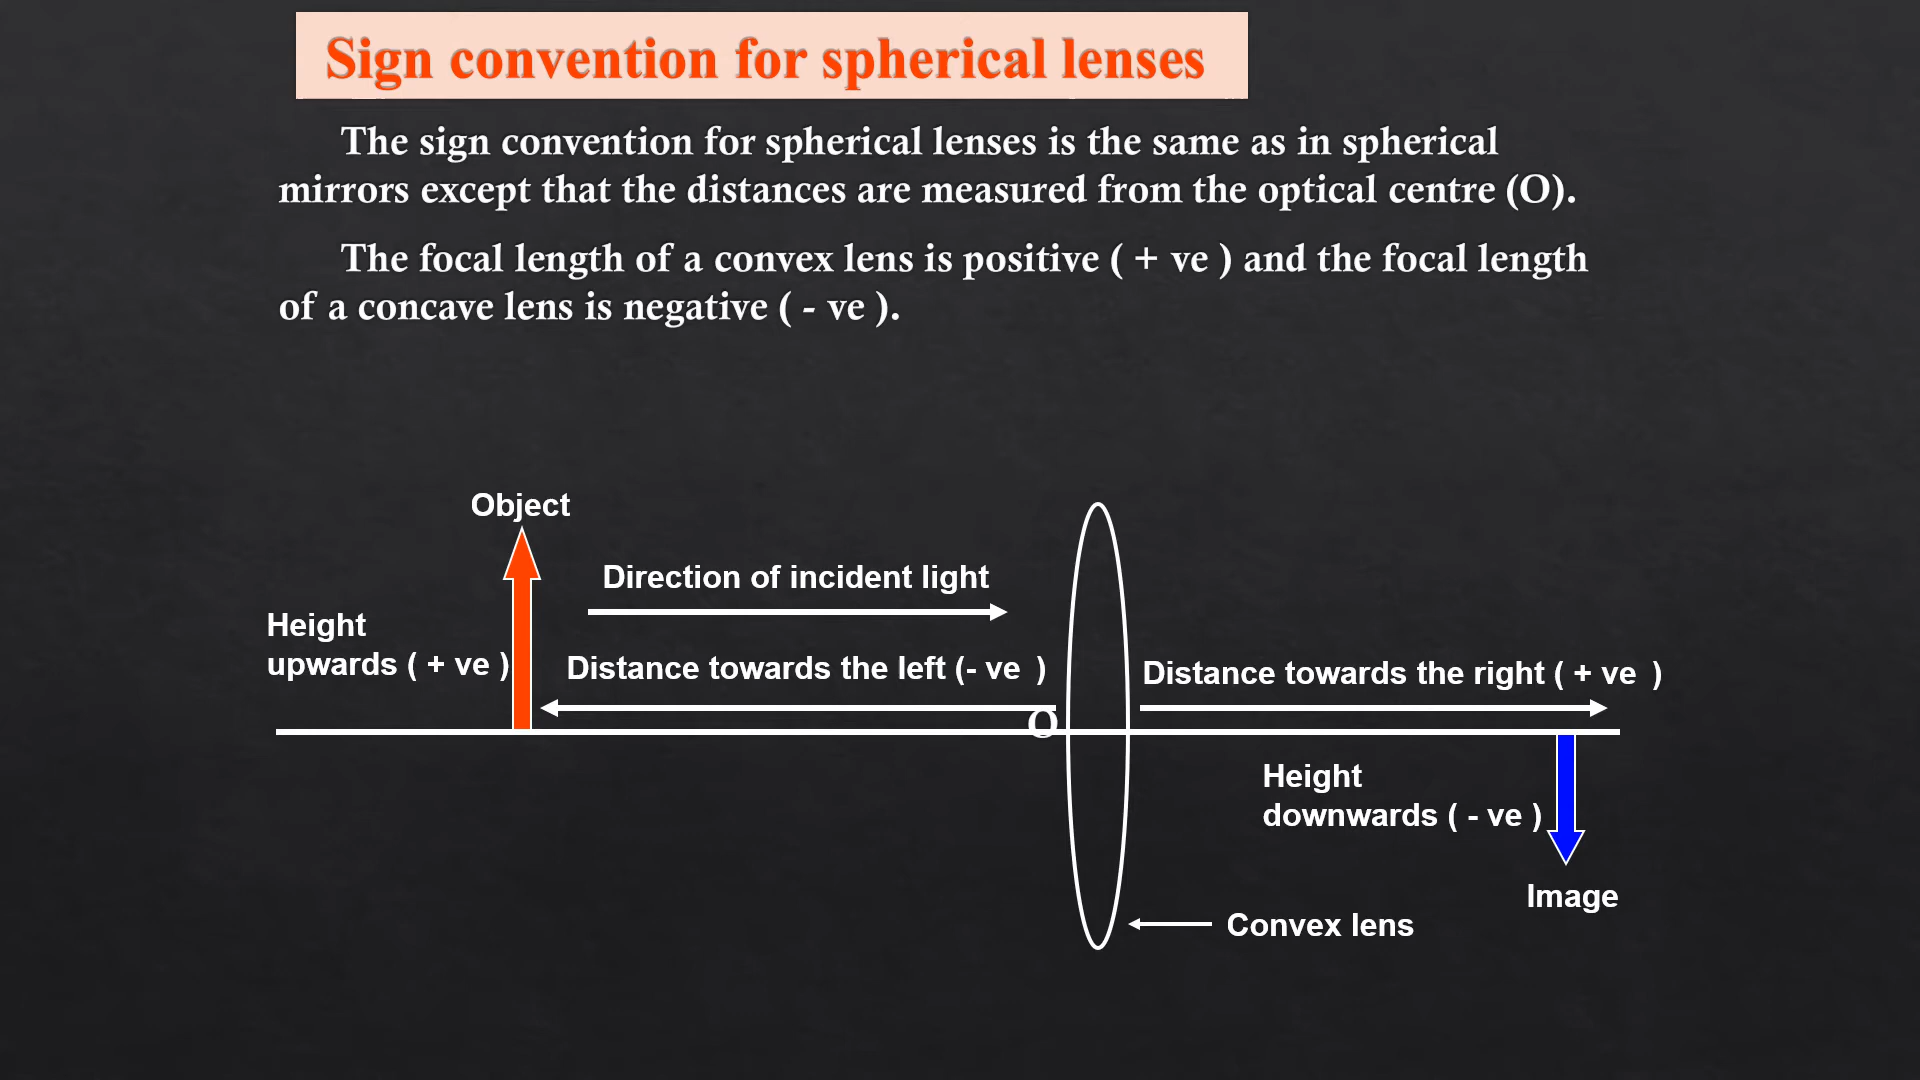 Sign convention for spherical lenses
The sign convention for spherical lenses is the same as in spherical
mirrors except that the distances are measured from the optical centre (O).
The focal length of a convex lens is positive ( + ve ) and the focal length
of a concave lens is negative ( - ve ).
Object
Direction of incident light
Height
upwards ( + ve )
Distance towards the left (- ve )
Distance towards the right ( + ve )
O
Height
downwards ( - ve )
Image
Convex lens